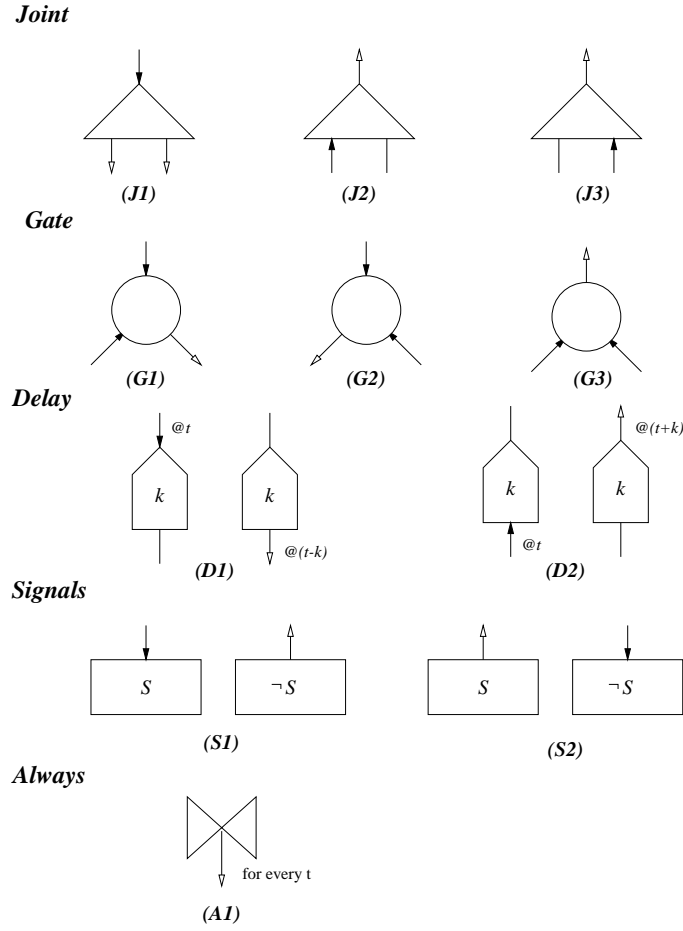 Joint
(J1) (J2) (J3)
Gate
(G1) (G2) (G3)
Delay
@t @(t+k)
k k k k
@(t-k) @t
(D1) (D2)
Signals
S ¬ S S ¬ S
(S1) (S2)
Always
for every t
(A1)